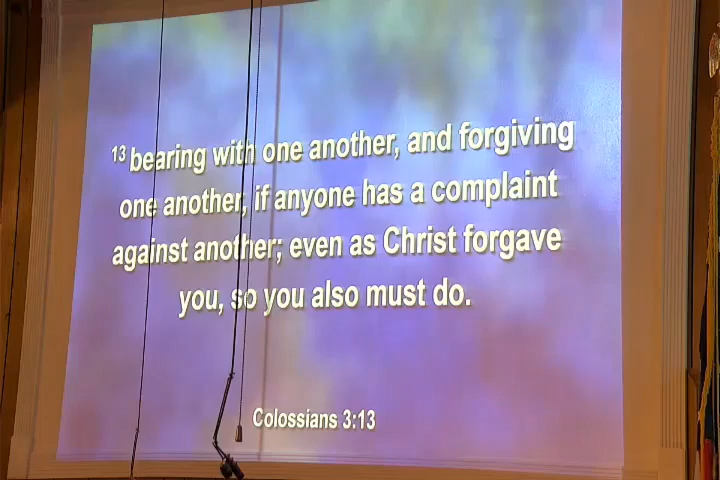 13 bearing with one another, and forgiving
one another, if anyone has a complaint
against another; even as Christ forgave
you, so you also must do.
Colossians 3:13